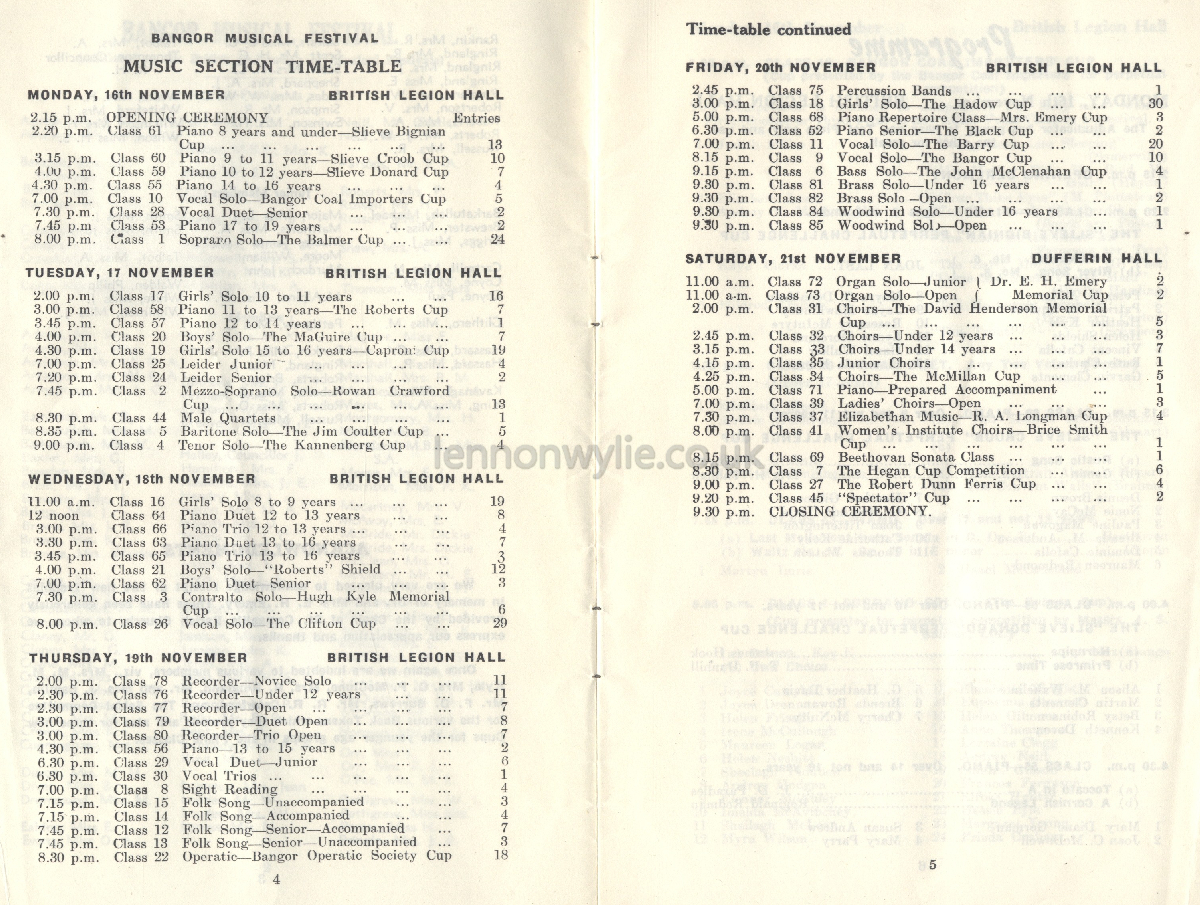 BANGOR MUSICAL FESTIVAL
MUSIC SECTION TIME-TABLE
MONDAY, 16th NOVEMBER BRITISH LEGION HALL
2.15 p.m. OPENING CEREMONY Entries
2.20 p.m. Class 61 Piano 8 years and under—Slieve Bignian
Cup ... ... ... ... ... ... 13
3.15 p.m. Class 60 Piano 9 to 11 years—Slieve Croob Cup 10
4.00 p.m. Class 59 Piano 10 to 12 years—Slieve Donard Cup 7
4.30 p.m. Class 55 Piano 14 to 16 years ... ... ... 4
7.00 p.m. Class 10 Vocal Solo—Bangor Coal Importers Cup 5
7.30 p.m. Class 28 Vocal Duet—Senior ... ... ... 2
7.45 p.m Class 53 Piano 17 to 19 years ... ... ... 2
8.00 p.m. Class 1 Soprano Solo—The Balmer Cup ... ... 24
TUESDAY, 17 NOVEMBER BRITISH LEGION HALL
2.00 p.m. Class 17 Girls' Solo 10 to 11 years ... ... 16
3.00 p.m. Class 58 Piano 11 to 13 years—The Roberts Cup 7
3.45 p.m. Class 57 Piano 12 to 14 years ... ... ... 1
4.00 p.m. Class 20 Boys' Solo—The MaGuire Cup ... ... 7
4.30 p.m. Class 19 Girls' Solo 15 to 16 years—Caproni Cup 19
7.00 p.m. Class 25 Leider Junior ... ... ... ... 4
7.20 p.m. Class 24 Leider Senior ... ... ... ... 2
7.45 p.m. Class 2 Mezzo-Soprano Solo—Rowan Crawford
Cup ... ... ... ... ... ... 13
8.30 p.m. Class 44 Male Quartets ... ... ... ... 1
8.35 p.m. Class 5 Baritone Solo—The Jim Coulter Cup ... 5
9.00 p.m. Class 4 Tenor Solo—The Kannenberg Cup ... 4
WEDNESDAY, 18th NOVEMBER BRITISH LEGION HALL
11.00 a.m. Class 16 Girls' Solo 8 to 9 years ... ... ... 19
12 noon Class 64 Piano Duet 12 to 13 years ... ... 8
3.00 p.m. Class 66 Piano Trio 12 to 13 years ... ... ... 4
3.30 p.m. Class 63 Piano Duet 13 to 16 years ... ... 7
3.45 p.m. Class 65 Piano Trio 13 to 16 years ... ... 3
4.00 p.m. Class 21 Boys' Solo—"Roberts" Shield ... ... 12
7.00 p.m. Class 62 Piano Duet—Senior ... ... ... 3
7.30 p.m. Class 3 Contralto Solo—Hugh Kyle Memorial
Cup ... ... ... ... ... ... 6
8.00 p.m. Class 26 Vocal Solo—The Clifton Cup ... ... 29
THURSDAY, 19th NOVEMBER BRITISH LEGION HALL
2.00 p.m. Class 78 Recorder—Novice Solo ... ... 11
2.30 p.m. Class 76 Recorder—Under 12 years ... ... 11
2.30 p.m. Class 77 Recorder—Open ... ... ... 7
3.00 p.m. Class 79 Recorder—Duet Open ... ... 8
3.00 p.m. Class 80 Recorder—Trio Open ... ... 7
4.30 p.m. Class 56 Piano—13 to 15 years ... ... ... 2
6.30 p.m. Class 29 Vocal Duet—Junior ... ... ... 6
6.30 p.m. Class 30 Vocal Trios ... ... ... ... ... 1
7.00 p.m. Class 8 Sight Reading ... ... ... ... 4
7.15 p.m. Class 15 Folk Song—Unaccompanied ... ... 3
7.15 p.m. Class 14 Folk Song—Accompanied ... ... 4
7.45 p.m. Class 12 Folk Song—Senior—Accompanied ... 7
7.45 p.m. Class 13 Folk Song—Senior—Unaccompanied ... 3
8.30 p.m. Class 22 Operatic—Bangor Operatic Society Cup 18
4
Time-table continued
FRIDAY, 20th NOVEMBER BRITISH LEGION HALL
2.45 p.m. Class 75 Percussion Bands ... ... ... ... 1
3.00 p.m. Class 18 Girls' Solo—The Hadow Cup ... ... 30
5.00 p.m. Class 68 Piano Repertoire Class—Mrs. Emery Cup 3
6.30 p.m. Class 52 Piano Senior—The Black Cup ... ... 2
7.00 p.m. Class 11 Vocal Solo—The Barry Cup ... ... 20
8.15 p.m. Class 9 Vocal Solo—The Bangor Cup ... ... 10
9.15 p.m. Class 6 Bass Solo—The John McClenahan Cup 4
9.30 p.m. Class 81 Brass Solo—Under 16 years ... ... 1
9.30 p.m. Class 82 Brass Solo—Open ... ... ... ... 2
9.30 p.m. Class 84 Woodwind Solo—Under 16 years ... 1
9.30 p.m. Class 85 Woodwind Solo—Open ... ... ... 1
SATURDAY, 21st NOVEMBER DUFFERIN HALL
11.00 a.m. Class 72 Organ Solo—Junior { Dr. E. H. Emery 2
11.00 a.m. Class 73 Organ Solo—Open { Memorial Cup 2
2.00 p.m. Class 31 Choirs—The David Henderson Memorial
Cup ... ... ... ... ... ... 5
2.45 p.m. Class 32 Choirs—Under 12 years ... ... ... 3
3.15 p.m. Class 33 Choirs—Under 14 years ... ... ... 7
4.15 p.m. Class 35 Junior Choirs ... ... ... ... 1
4.25 p.m. Class 34 Choirs—The McMillan Cup ... ... 5
5.00 p.m. Class 71 Piano—Prepared Accompaniment ... 1
7.00 p.m. Class 39 Ladies' Choirs—Open ... ... ... 3
7.30 p.m. Class 37 Elizabethan Music—R. A. Longman Cup 4
8.00 p.m. Class 41 Women's Institute Choirs—Brice Smith
Cup ... ... ... ... ... ... 1
8.15 p.m. Class 69 Beethovan Sonata Class ... ... ... 1
8.30 p.m. Class 7 The Hegan Cup Competition ... ... 6
9.00 p.m. Class 27 The Robert Dunn Ferris Cup ... ... 4
9.20 p.m. Class 45 "Spectator" Cup ... ... ... ... 2
9.30 p.m. CLOSING CEREMONY.
5
lennonwylie.co.uk